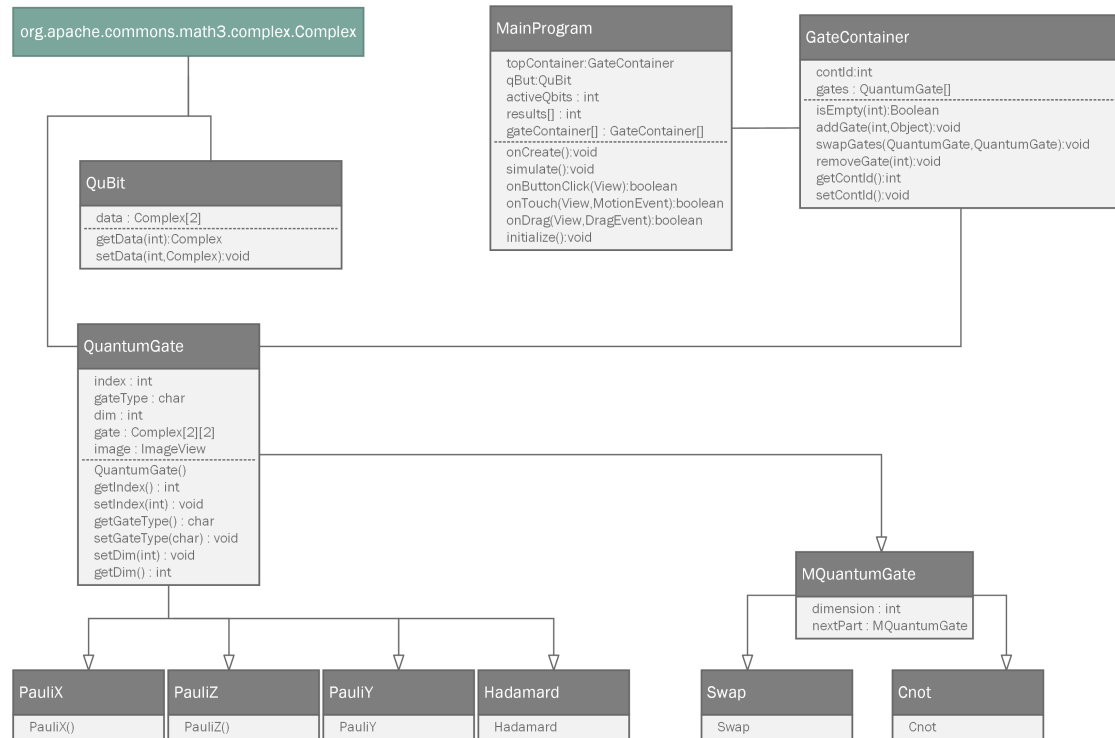 org.apache.commons.math3.complex.Complex
MainProgram
topContainer:GateContainer
qBut:QuBit
activeQbits : int
results[] : int
gateContainer[] : GateContainer[]
onCreate():void
simulate():void
onButtonClick(View):boolean
onTouch(View,MotionEvent):boolean
onDrag(View,DragEvent):boolean
initialize():void
GateContainer
contId:int
gates : QuantumGate[]
isEmpty(int):Boolean
addGate(int,Object):void
swapGates(QuantumGate,QuantumGate):void
removeGate(int):void
getContId():int
setContId():void
QuBit
data : Complex[2]
getData(int):Complex
setData(int,Complex):void
QuantumGate
index : int
gateType : char
dim : int
gate : Complex[2][2]
image : ImageView
QuantumGate()
getIndex() : int
setIndex(int) : void
getGateType() : char
setGateType(char) : void
setDim(int) : void
getDim() : int
MQuantumGate
dimension : int
nextPart : MQuantumGate
PauliX
PauliX()
PauliZ
PauliZ()
PauliY
PauliY
Hadamard
Hadamard
Swap
Swap
Cnot
Cnot